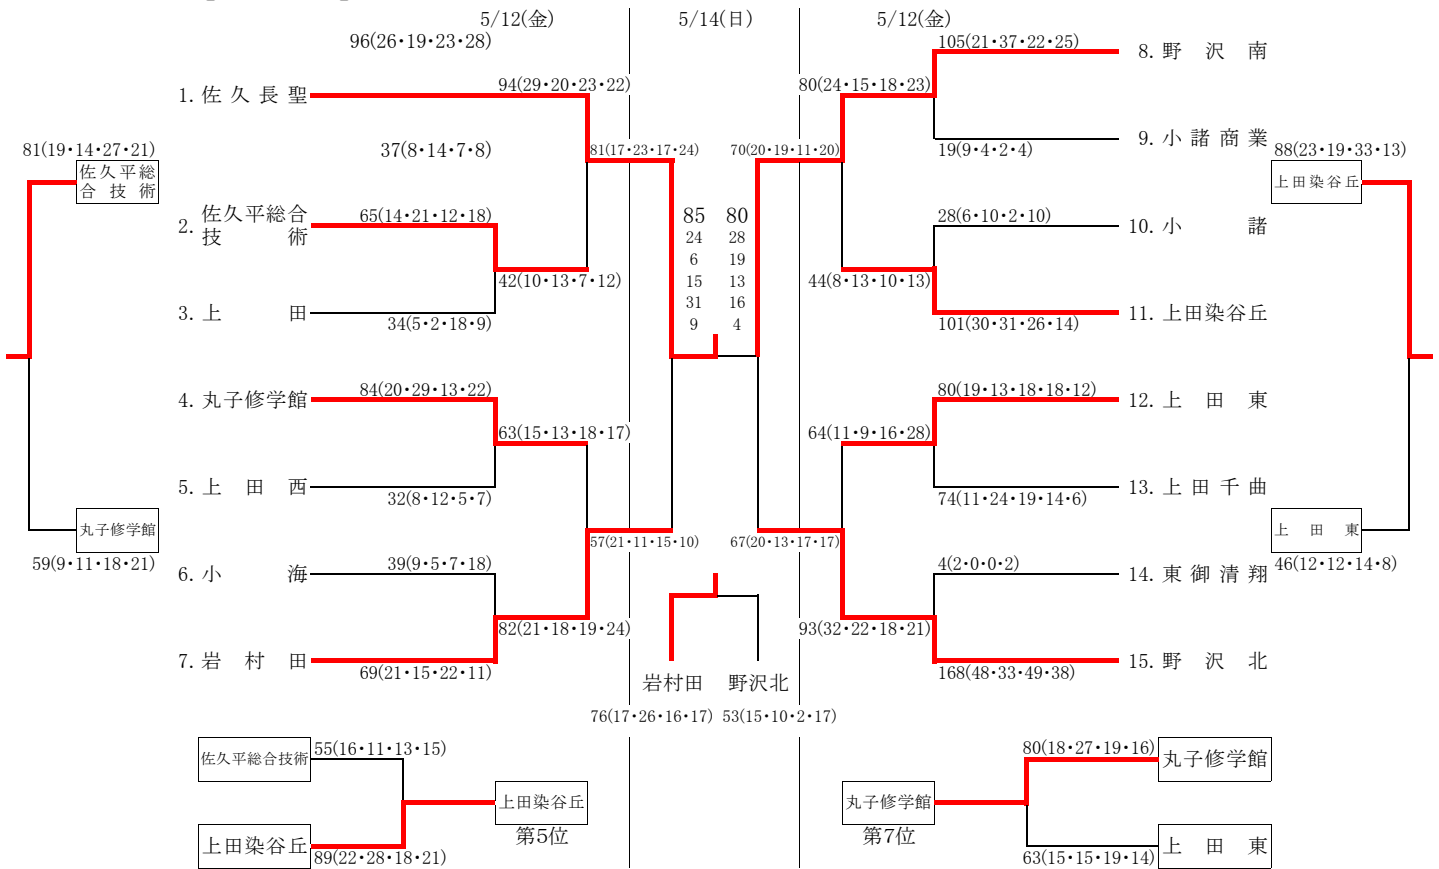 5/12(金) 5/14(日) 5/12(金)
96(26・19・23・28) 105(21・37・22・25)
8. 野 沢 南
94(29・20・23・22) 80(24・15・18・23)
1. 佐 久 長 聖
9. 小 諸 商 業
81(19・14・27・21) 37(8・14・7・8) 81(17・23・17・24) 70(20・19・11・20) 19(9・4・2・4) 88(23・19・33・13)
佐久平総
合 技 術
上田染谷丘
2. 佐久平総合
技 術
65(14・21・12・18) 85 80 28(6・10・2・10)
10. 小 諸
24 28
6 19
42(10・13・7・12) 15 13 44(8・13・10・13)
31 16
3. 上 田
11. 上田染谷丘
34(5・2・18・9) 9 4 101(30・31・26・14)
84(20・29・13・22) 80(19・13・18・18・12)
4. 丸子修学館
12. 上 田 東
63(15・13・18・17) 64(11・9・16・28)
5. 上 田 西
13. 上 田 千 曲
32(8・12・5・7) 74(11・24・19・14・6)
丸子修学館
上 田 東
57(21・11・15・10) 67(20・13・17・17)
59(9・11・18・21) 39(9・5・7・18) 4(2・0・0・2) 46(12・12・14・8)
6. 小 海
14. 東 御 清 翔
82(21・18・19・24) 93(32・22・18・21)
7. 岩 村 田
15. 野 沢 北
69(21・15・22・11) 168(48・33・49・38)
岩村田 野沢北
76(17・26・16・17) 53(15・10・2・17)
佐久平総合技術 55(16・11・13・15) 80(18・27・19・16) 丸子修学館
上田染谷丘 丸子修学館
第5位 第7位
上田染谷丘 89(22・28・18・21) 63(15・15・19・14) 上 田 東